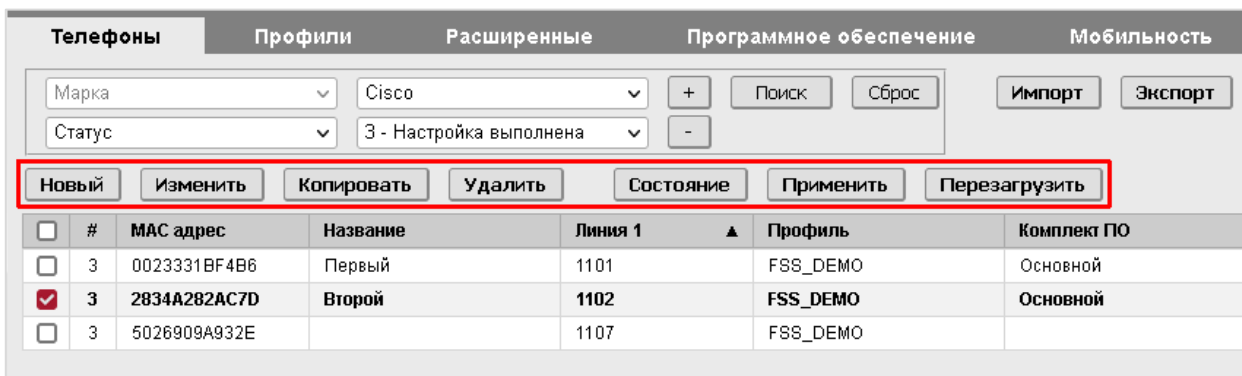 Телефоны Профили Расширенные Программное обеспечение Мобильность
Марка Cisco + Поиск Сброс Импорт Экспорт
Статус 3 - Настройка выполнена -
Новый Изменить Копировать Удалить Состояние Применить Перезагрузить
# MAC адрес Название Линия 1 ▲ Профиль Комплект ПО
3 0023331BF4B6 Первый 1101 FSS_DEMO Основной
3 2834A282AC7D Второй 1102 FSS_DEMO Основной
3 5026909A932E 1107 FSS_DEMO